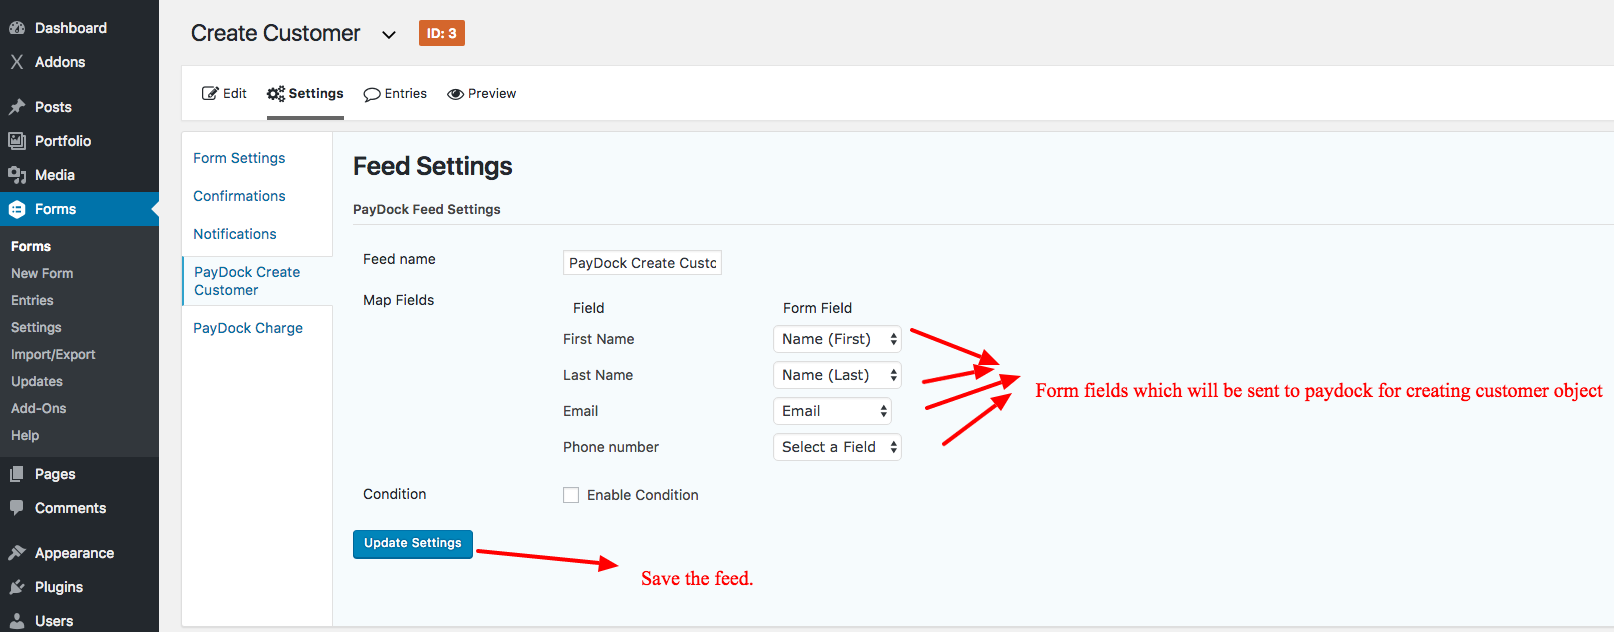 Dashboard
Addons
Posts
Portfolio
Media
Forms
Forms
New Form
Entries
Settings
Import/Export
Updates
Add-Ons
Help
Pages
Comments
Appearance
Plugins
Users
Create Customer
ID: 3
Edit
Settings
Entries
Preview
Form Settings
Confirmations
Notifications
PayDock Create
Customer
PayDock Charge
Feed Settings
PayDock Feed Settings
Feed name
PayDock Create Custc
Map Fields
Field Form Field
First Name Name (First)
Last Name Name (Last)
Email Email
Phone number Select a Field
Form fields which will be sent to paydock for creating customer object
Condition
Enable Condition
Update Settings
Save the feed.